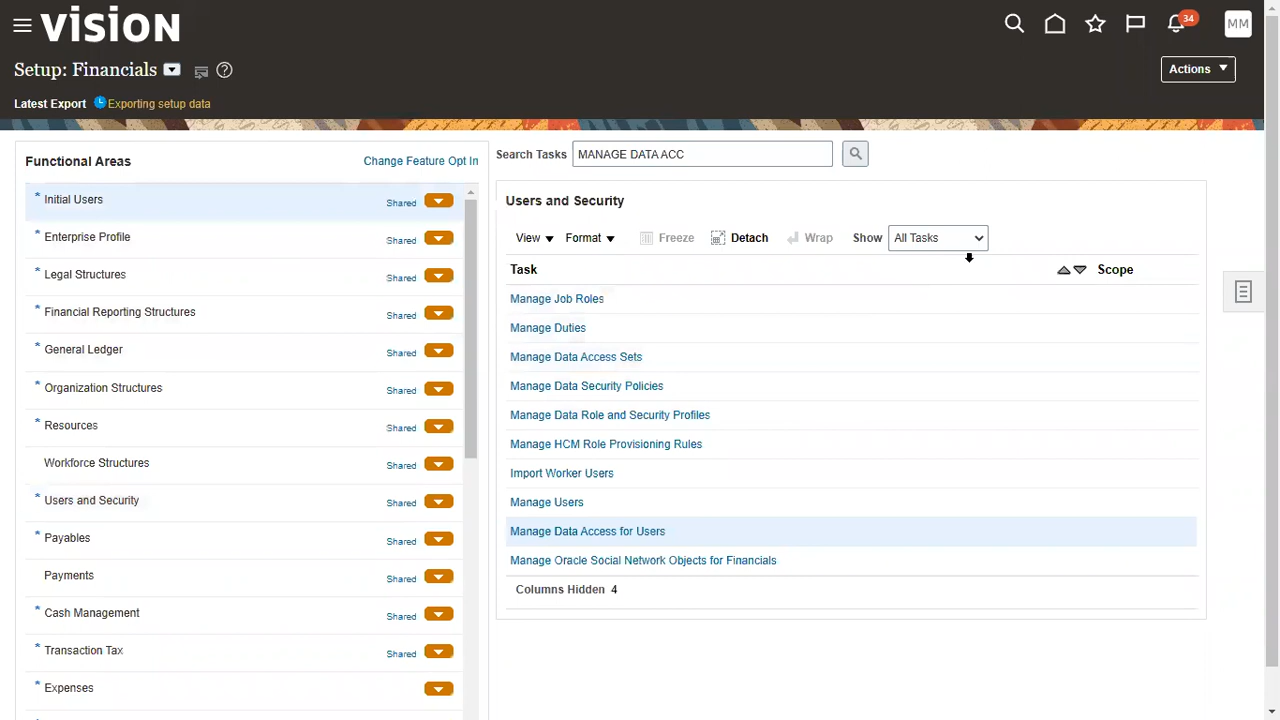 VISION
34
MM
Setup: Financials
Actions
Latest Export Exporting setup data
Functional Areas
Change Feature Opt In
* Initial Users Shared
* Enterprise Profile Shared
* Legal Structures Shared
* Financial Reporting Structures Shared
* General Ledger Shared
* Organization Structures Shared
* Resources Shared
Workforce Structures Shared
* Users and Security Shared
* Payables Shared
Payments Shared
* Cash Management Shared
* Transaction Tax Shared
* Expenses
Search Tasks MANAGE DATA ACC
Users and Security
View Format Freeze Detach Wrap Show All Tasks
Task Scope
Manage Job Roles
Manage Duties
Manage Data Access Sets
Manage Data Security Policies
Manage Data Role and Security Profiles
Manage HCM Role Provisioning Rules
Import Worker Users
Manage Users
Manage Data Access for Users
Manage Oracle Social Network Objects for Financials
Columns Hidden 4